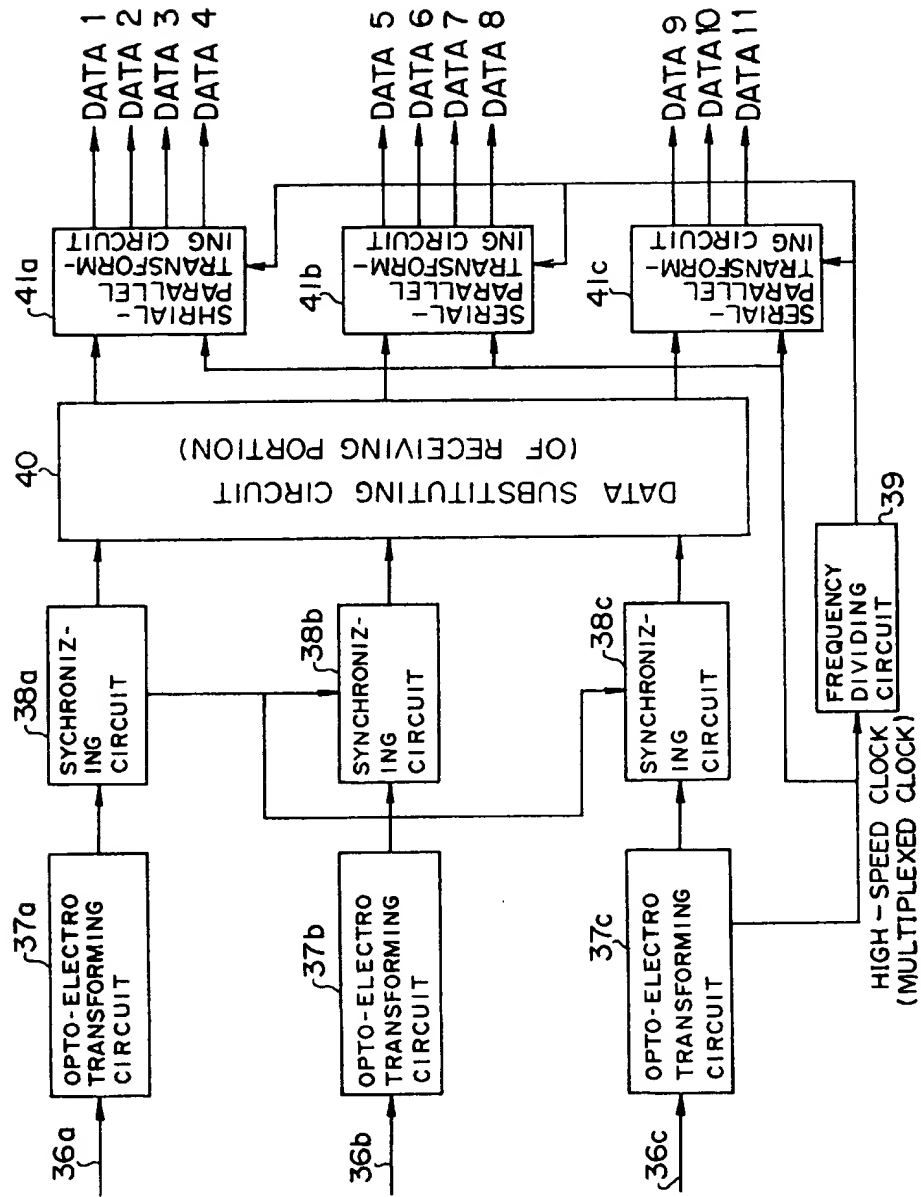 36a
37a
OPTO-ELECTRO
TRANSFORMING
CIRCUIT
38a
SYCHRONIZ-
ING
CIRCUIT
40
DATA SUBSTITUTING CIRCUIT
(OF RECEIVING PORTION)
41a
SHRIAL-
PARALLEL
TRANSFORM-
ING CIRCUIT
DATA 1
DATA 2
DATA 3
DATA 4
36b
37b
OPTO-ELECTRO
TRANSFORMING
CIRCUIT
38b
SYNCHRONIZ-
ING
CIRCUIT
41b
SERIAL-
PARALLEL
TRANSFORM-
ING CIRCUIT
DATA 5
DATA 6
DATA 7
DATA 8
36c
37c
OPTO-ELECTRO
TRANSFORMING
CIRCUIT
38c
SYNCHRONIZ-
ING
CIRCUIT
41c
SERIAL-
PARALLEL
TRANSFORM-
ING CIRCUIT
DATA 9
DATA 10
DATA 11
HIGH-SPEED CLOCK
(MULTIPLEXED CLOCK)
FREQUENCY
DIVIDING
CIRCUIT
39